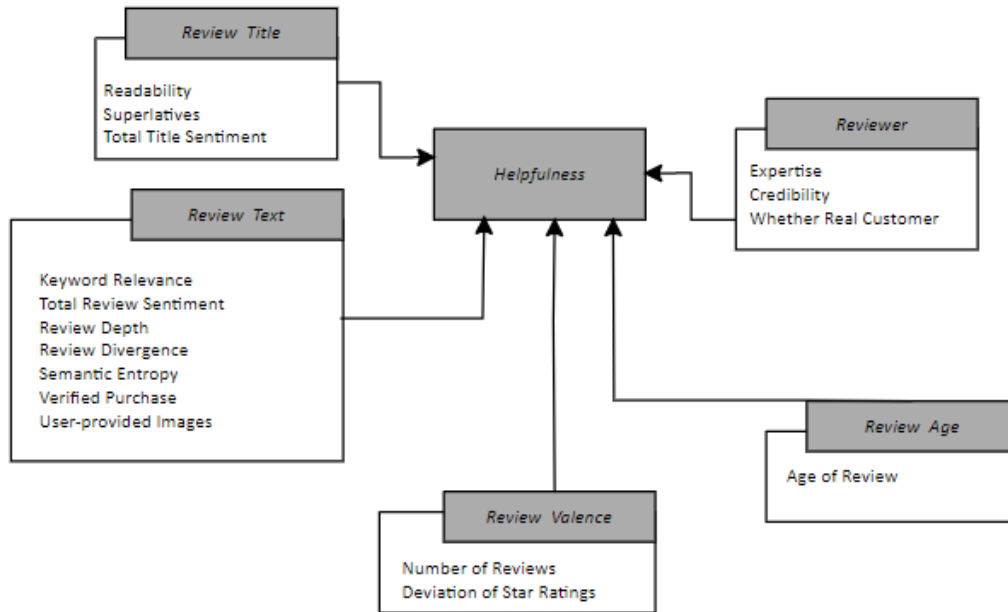 Review Title
Readability
Superlatives
Total Title Sentiment
Helpfulness
Reviewer
Expertise
Credibility
Whether Real Customer
Review Text
Keyword Relevance
Total Review Sentiment
Review Depth
Review Divergence
Semantic Entropy
Verified Purchase
User-provided Images
Review Age
Age of Review
Review Valence
Number of Reviews
Deviation of Star Ratings